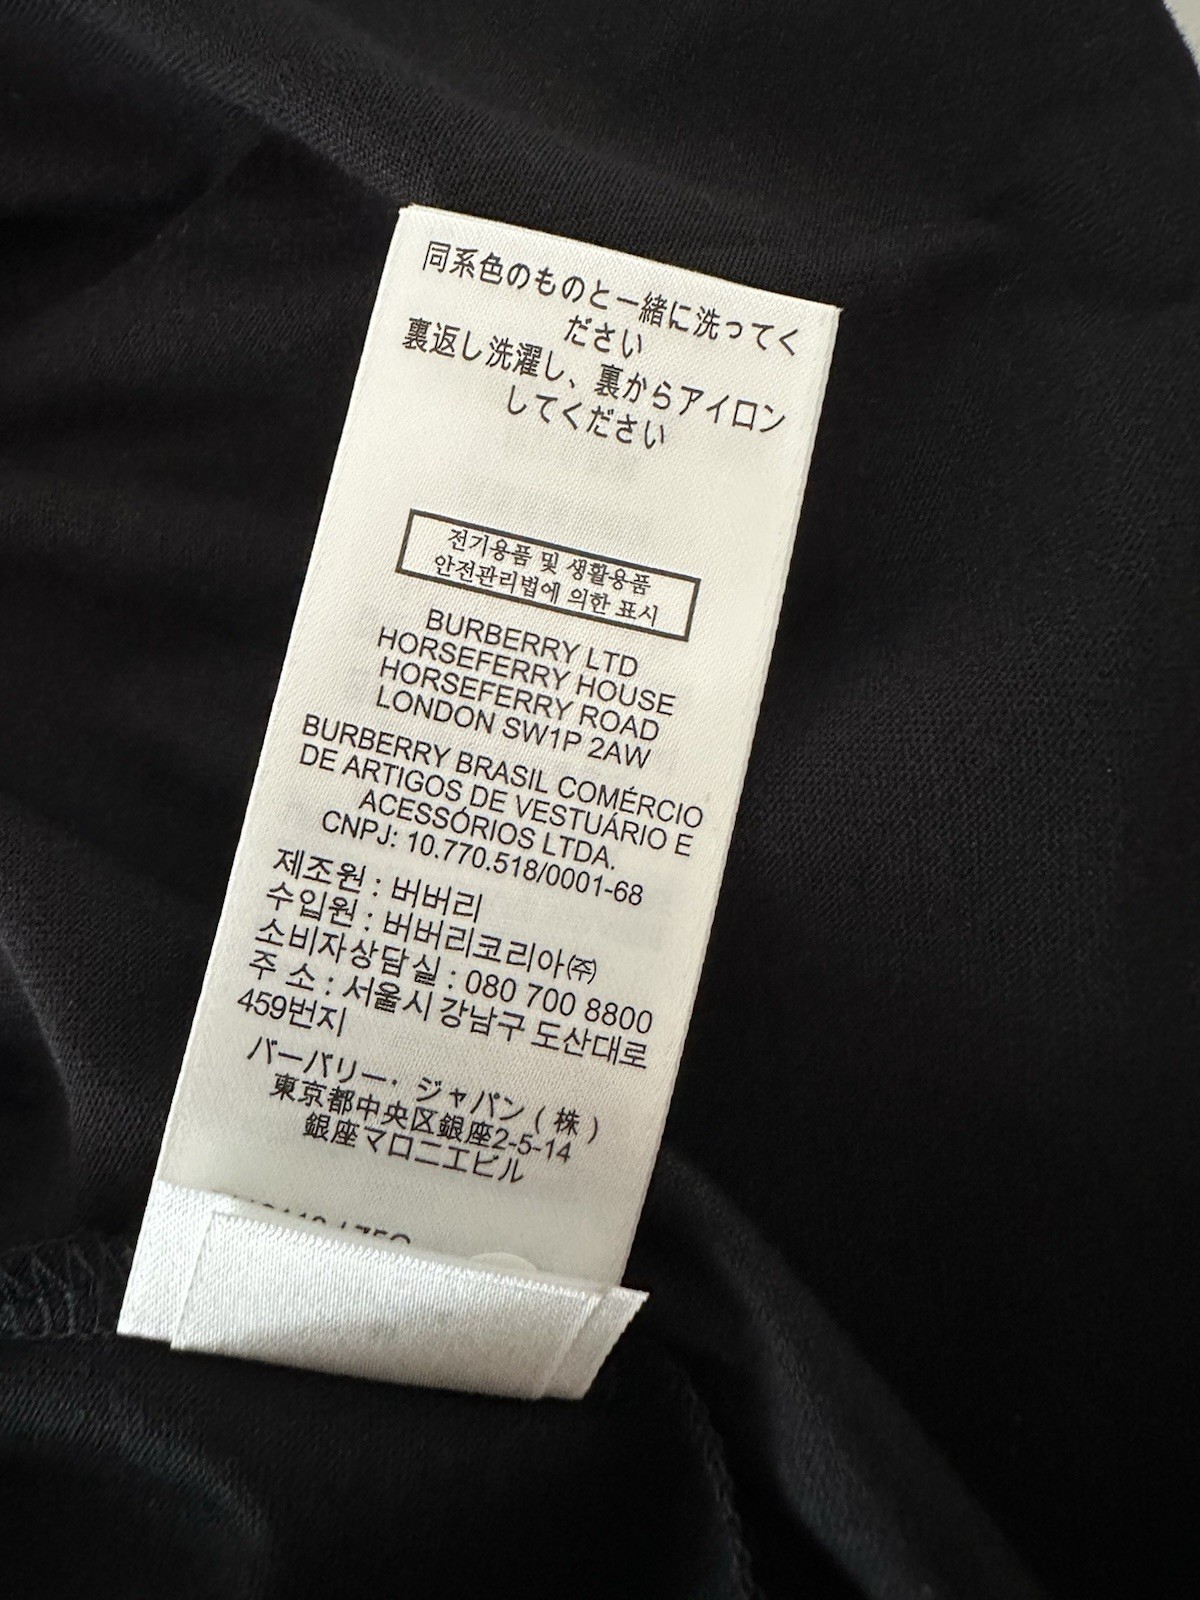 同系色のものと一緒に洗ってく
ださい
裏返し洗濯し、裏からアイロン
してください
전기용품 및 생활용품
안전관리법에 의한 표시
BURBERRY LTD
HORSEFERRY HOUSE
HORSEFERRY ROAD
LONDON SW1P 2AW
BURBERRY BRASIL COMÉRCIO
DE ARTIGOS DE VESTUÁRIO E
ACESSÓRIOS LTDA.
CNPJ: 10.770.518/0001-68
제조원 : 버버리
수입원 : 버버리코리아㈜
소비자상담실 : 080 700 8800
주 소 : 서울시 강남구 도산대로
459번지
バーバリー・ジャパン(株)
東京都中央区銀座2-5-14
銀座マロニエビル